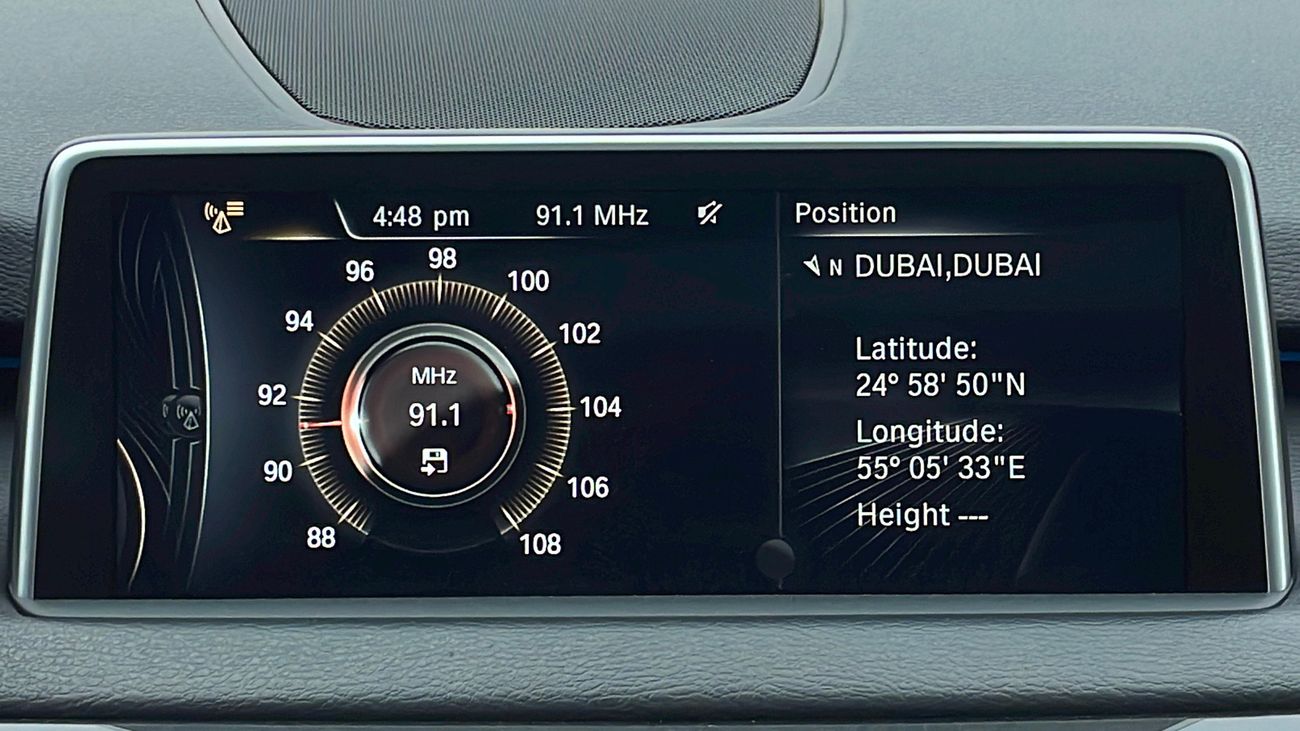 4:48 pm 91.1 MHz
98
96
100
94
102
92
104
90
106
88
108
MHz
91.1
Position
N DUBAI,DUBAI
Latitude:
24° 58' 50"N
Longitude:
55° 05' 33"E
Height ---